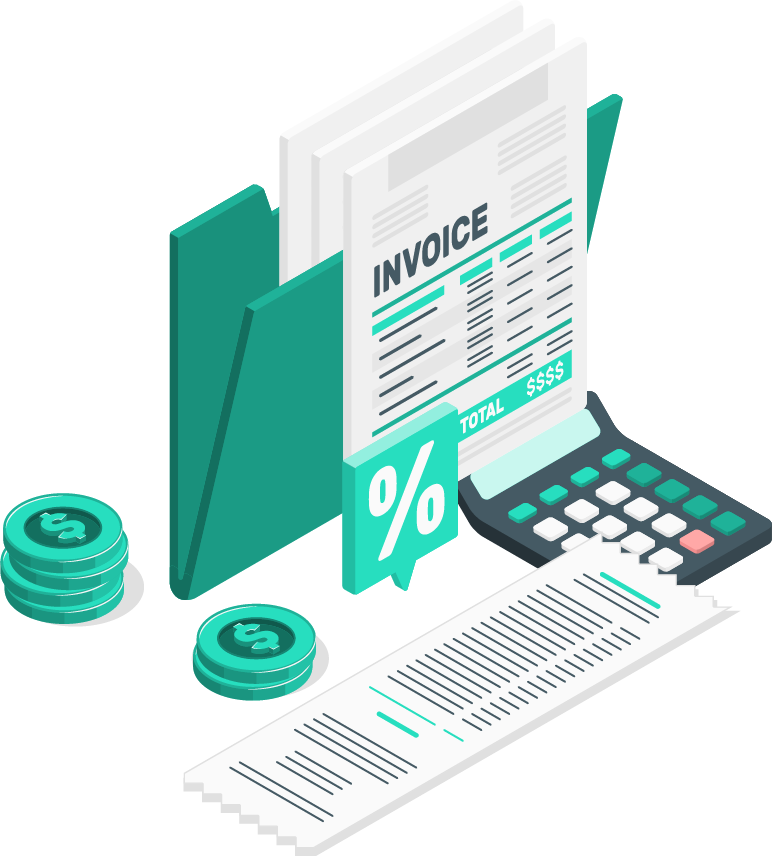 INVOICE
$$$$
TOTAL
%
$
$